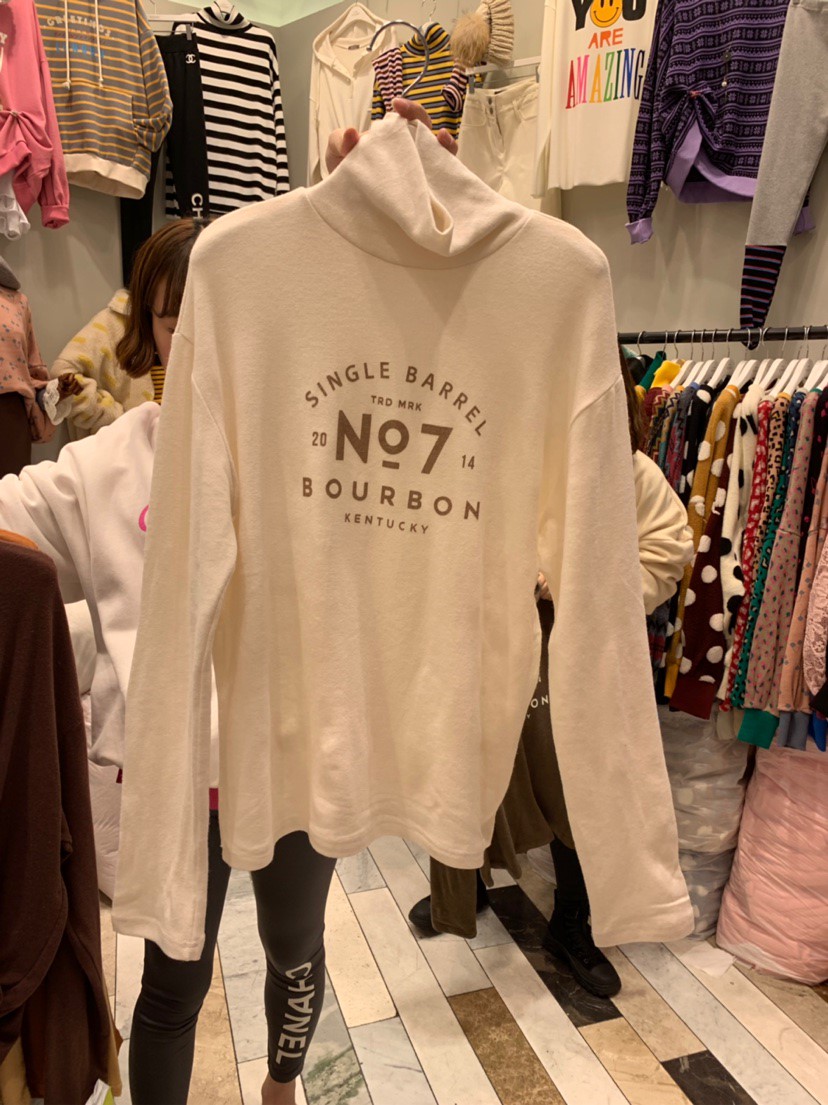 YOU
ARE
AMAZING
SINGLE BARREL
TRD MRK
20 No7 14
BOURBON
KENTUCKY
CHANEL